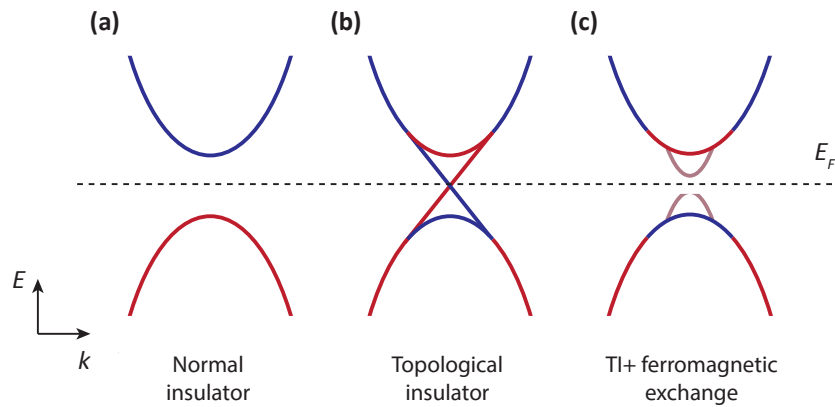 (a)
(b)
(c)
E_F
E
k
Normal
insulator
Topological
insulator
TI+ ferromagnetic
exchange